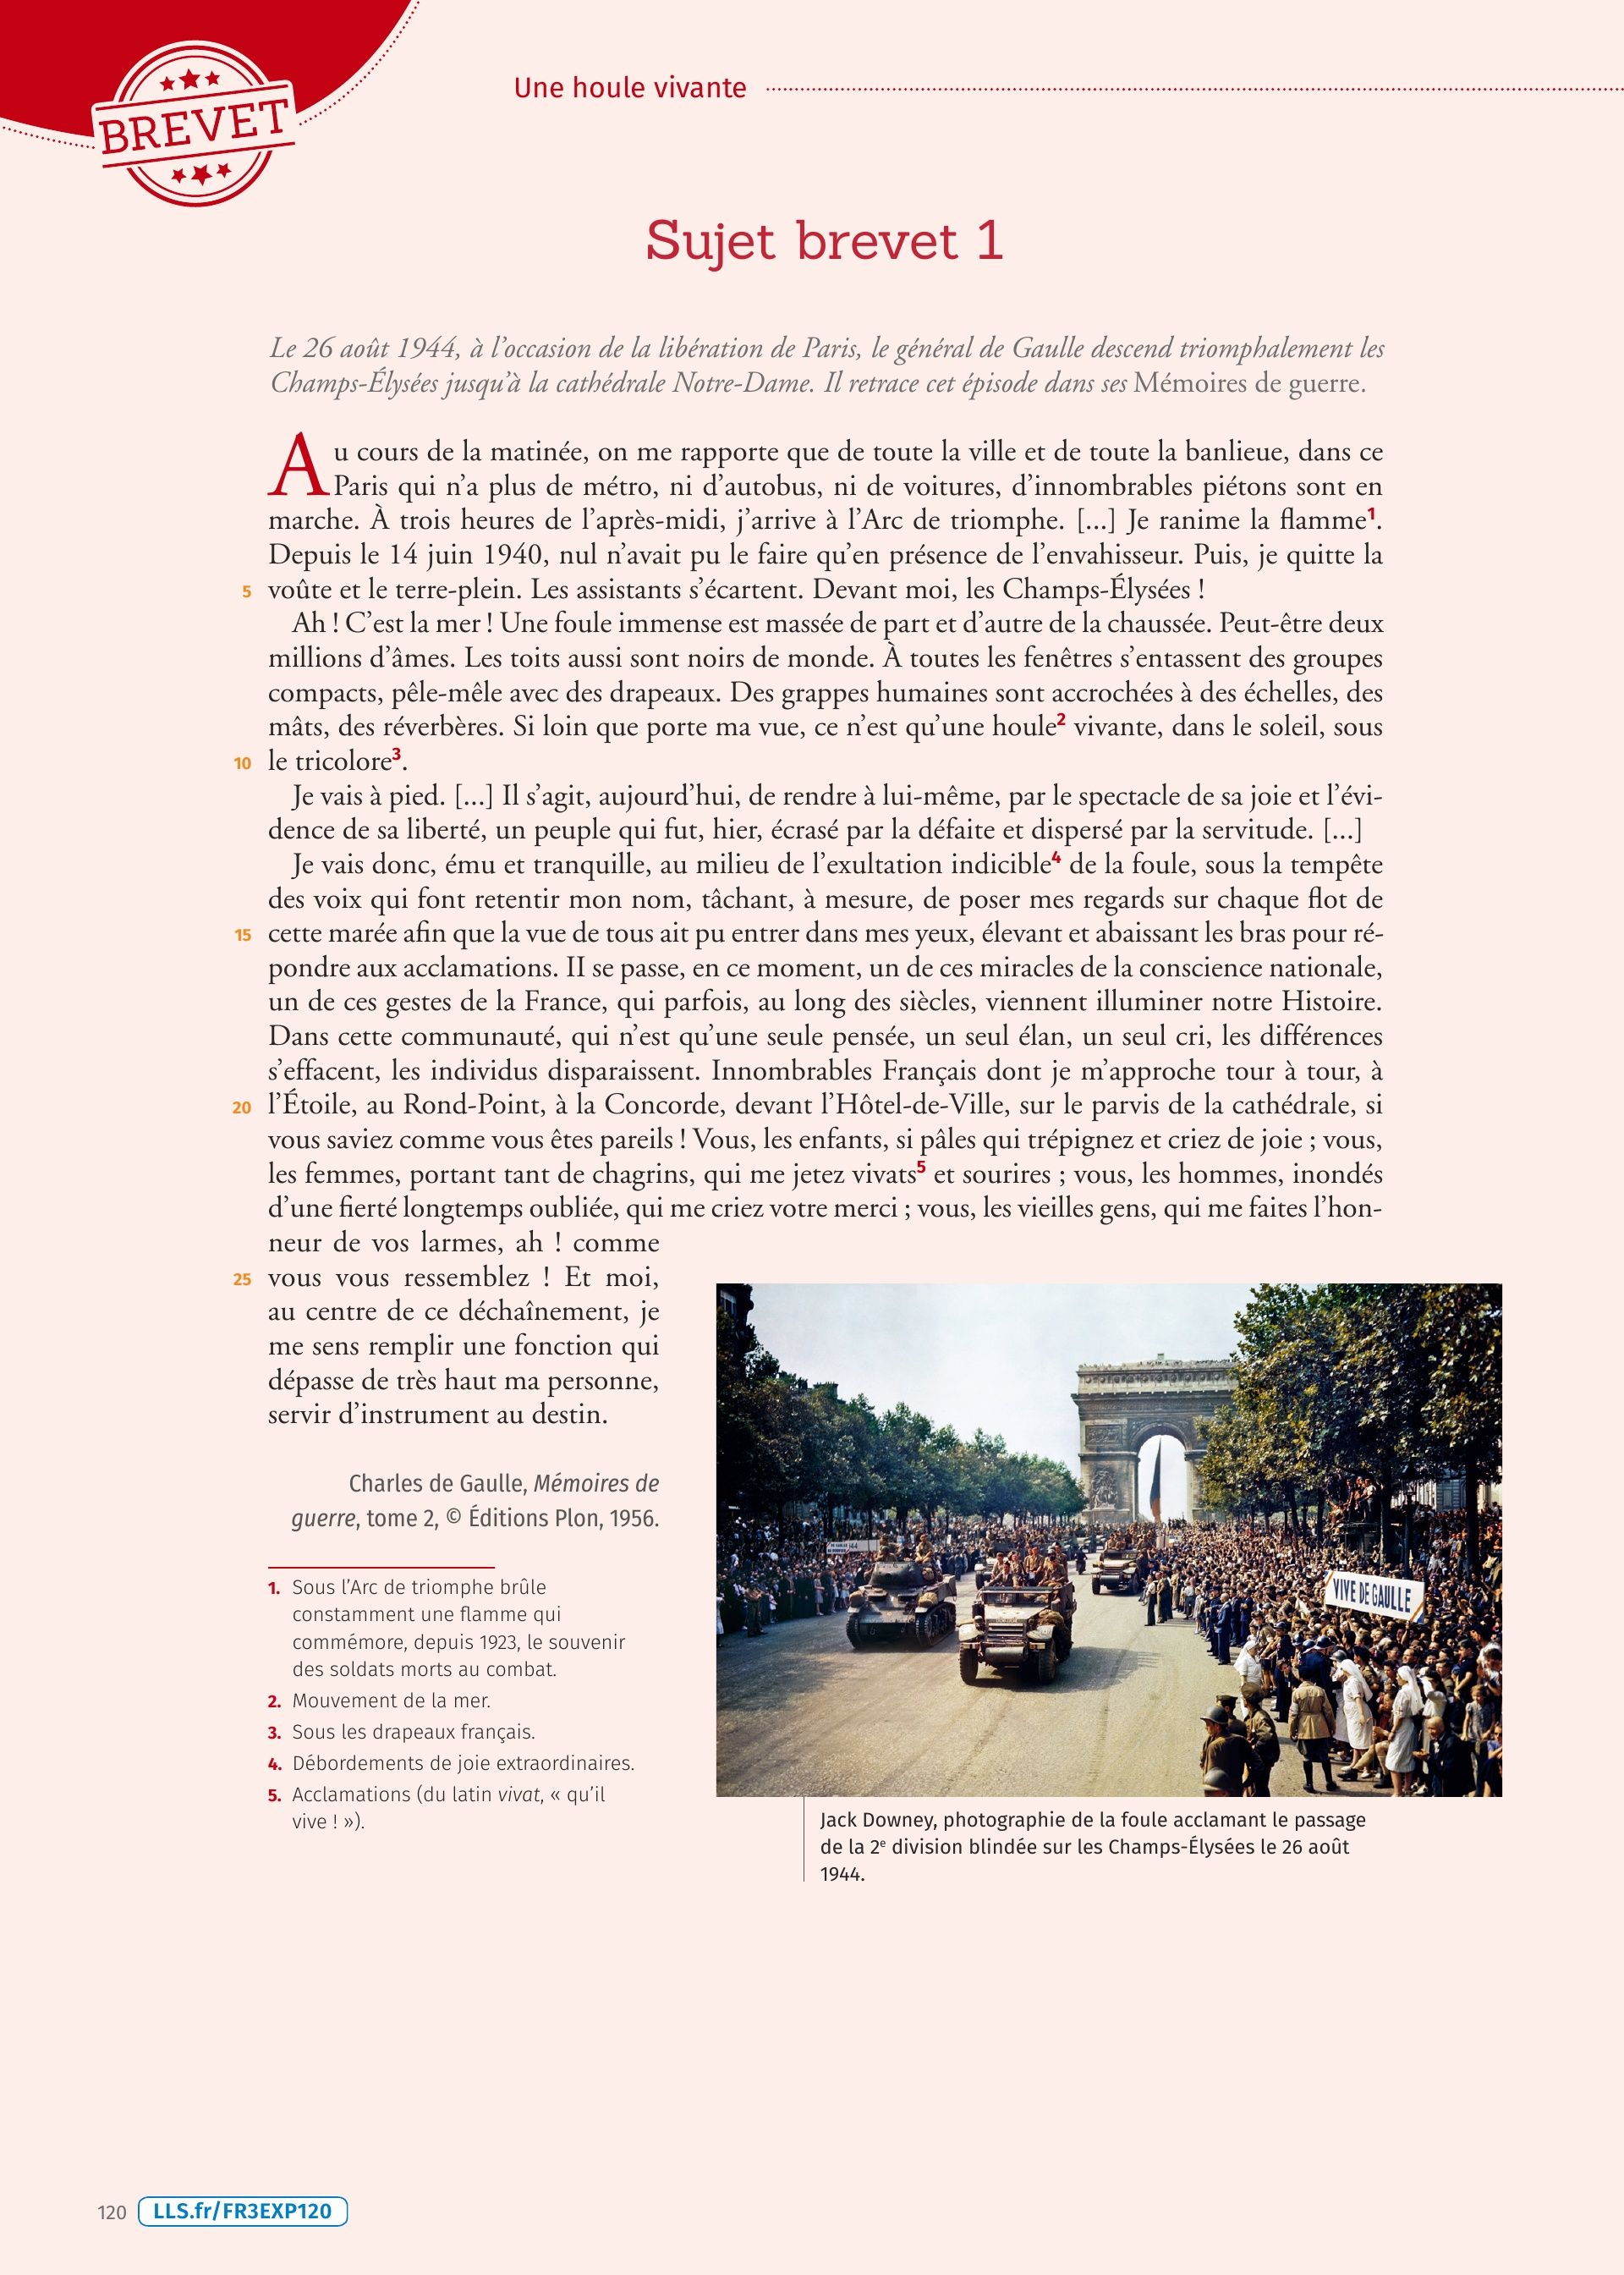 BREVET
Une houle vivante
Sujet brevet 1
Le 26 août 1944, à l’occasion de la libération de Paris, le général de Gaulle descend triomphalement les
Champs-Élysées jusqu’à la cathédrale Notre-Dame. Il retrace cet épisode dans ses Mémoires de guerre.
Au cours de la matinée, on me rapporte que de toute la ville et de toute la banlieue, dans ce
Paris qui n’a plus de métro, ni d’autobus, ni de voitures, d’innombrables piétons sont en
marche. À trois heures de l’après-midi, j’arrive à l’Arc de triomphe. [...] Je ranime la flamme1.
Depuis le 14 juin 1940, nul n’avait pu le faire qu’en présence de l’envahisseur. Puis, je quitte la
5 voûte et le terre-plein. Les assistants s’écartent. Devant moi, les Champs-Élysées !
Ah ! C’est la mer ! Une foule immense est massée de part et d’autre de la chaussée. Peut-être deux
millions d’âmes. Les toits aussi sont noirs de monde. À toutes les fenêtres s’entassent des groupes
compacts, pêle-mêle avec des drapeaux. Des grappes humaines sont accrochées à des échelles, des
mâts, des réverbères. Si loin que porte ma vue, ce n’est qu’une houle2 vivante, dans le soleil, sous
10 le tricolore3.
Je vais à pied. [...] Il s’agit, aujourd’hui, de rendre à lui-même, par le spectacle de sa joie et l’évi-
dence de sa liberté, un peuple qui fut, hier, écrasé par la défaite et dispersé par la servitude. [...]
Je vais donc, ému et tranquille, au milieu de l’exultation indicible4 de la foule, sous la tempête
des voix qui font retentir mon nom, tâchant, à mesure, de poser mes regards sur chaque flot de
15 cette marée afin que la vue de tous ait pu entrer dans mes yeux, élevant et abaissant les bras pour ré-
pondre aux acclamations. II se passe, en ce moment, un de ces miracles de la conscience nationale,
un de ces gestes de la France, qui parfois, au long des siècles, viennent illuminer notre Histoire.
Dans cette communauté, qui n’est qu’une seule pensée, un seul élan, un seul cri, les différences
s’effacent, les individus disparaissent. Innombrables Français dont je m’approche tour à tour, à
20 l’Étoile, au Rond-Point, à la Concorde, devant l’Hôtel-de-Ville, sur le parvis de la cathédrale, si
vous saviez comme vous êtes pareils ! Vous, les enfants, si pâles qui trépignez et criez de joie ; vous,
les femmes, portant tant de chagrins, qui me jetez vivats5 et sourires ; vous, les hommes, inondés
d’une fierté longtemps oubliée, qui me criez votre merci ; vous, les vieilles gens, qui me faites l’hon-
neur de vos larmes, ah ! comme
25 vous vous ressemblez ! Et moi,
au centre de ce déchaînement, je
me sens remplir une fonction qui
dépasse de très haut ma personne,
servir d’instrument au destin.
Charles de Gaulle, Mémoires de
guerre, tome 2, © Éditions Plon, 1956.
1. Sous l’Arc de triomphe brûle
constamment une flamme qui
commémore, depuis 1923, le souvenir
des soldats morts au combat.
2. Mouvement de la mer.
3. Sous les drapeaux français.
4. Débordements de joie extraordinaires.
5. Acclamations (du latin vivat, « qu’il
vive ! »).
VIVE DE GAULLE
Jack Downey, photographie de la foule acclamant le passage
de la 2e division blindée sur les Champs-Élysées le 26 août
1944.
120 LLS.fr/FR3EXP120